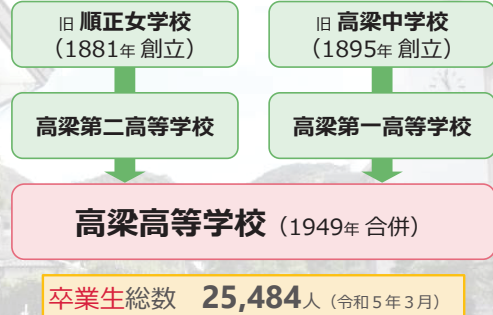 旧 順正女学校
（1881年 創立）
旧 高梁中学校
（1895年 創立）
高梁第二高等学校
高梁第一高等学校
高梁高等学校（1949年 合併）
卒業生総数 25,484人（令和５年３月）